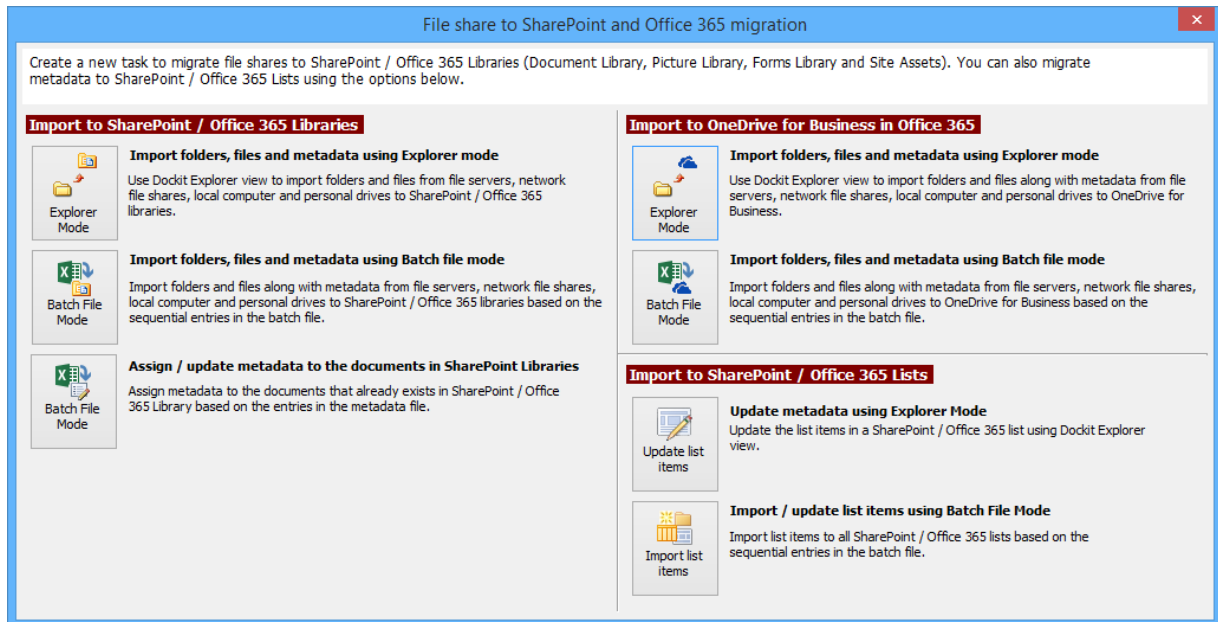 File share to SharePoint and Office 365 migration
Create a new task to migrate file shares to SharePoint / Office 365 Libraries (Document Library, Picture Library, Forms Library and Site Assets). You can also migrate
metadata to SharePoint / Office 365 Lists using the options below.
Import to SharePoint / Office 365 Libraries
Explorer
Mode
Import folders, files and metadata using Explorer mode
Use Dockit Explorer view to import folders and files from file servers, network
file shares, local computer and personal drives to SharePoint / Office 365
libraries.
Batch File
Mode
Import folders, files and metadata using Batch file mode
Import folders and files along with metadata from file servers, network file shares,
local computer and personal drives to SharePoint / Office 365 libraries based on the
sequential entries in the batch file.
Batch File
Mode
Assign / update metadata to the documents in SharePoint Libraries
Assign metadata to the documents that already exists in SharePoint / Office
365 Library based on the entries in the metadata file.
Import to OneDrive for Business in Office 365
Explorer
Mode
Import folders, files and metadata using Explorer mode
Use Dockit Explorer view to import folders and files along with metadata from file
servers, network file shares, local computer and personal drives to OneDrive for
Business.
Batch File
Mode
Import folders, files and metadata using Batch file mode
Import folders and files along with metadata from file servers, network file shares,
local computer and personal drives to OneDrive for Business based on the
sequential entries in the batch file.
Import to SharePoint / Office 365 Lists
Update list
items
Update metadata using Explorer Mode
Update the list items in a SharePoint / Office 365 list using Dockit Explorer
view.
Import list
items
Import / update list items using Batch File Mode
Import list items to all SharePoint / Office 365 lists based on the
sequential entries in the batch file.